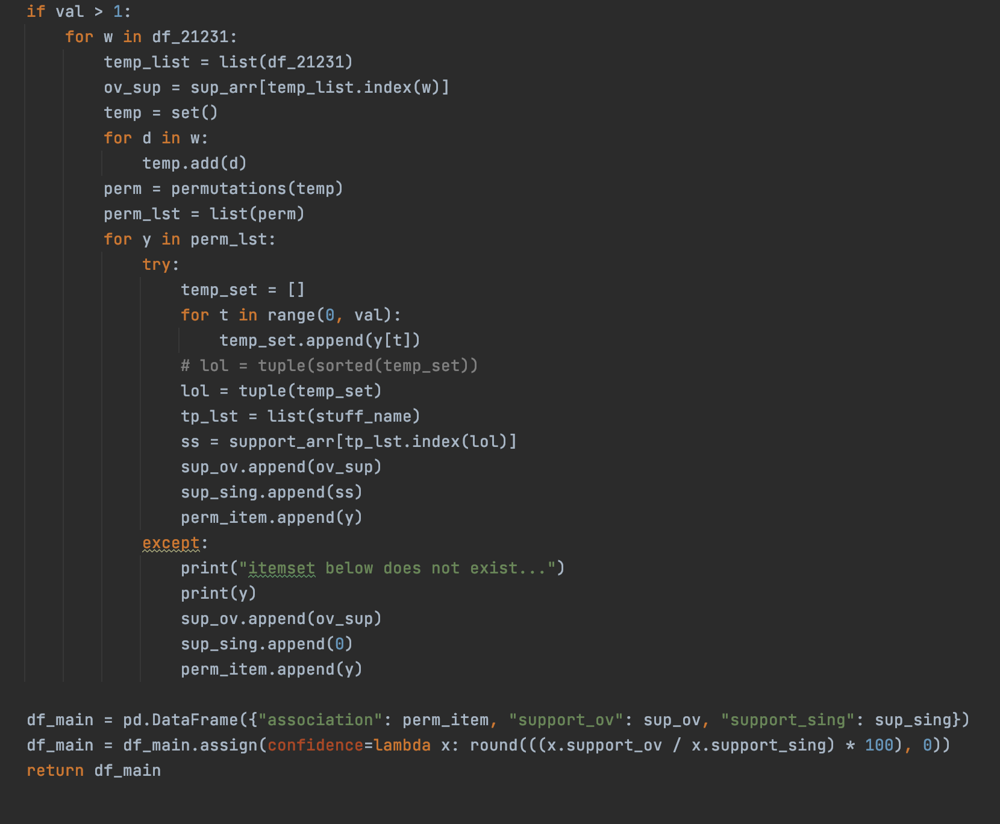 if val > 1:
    for w in df_21231:
        temp_list = list(df_21231)
        ov_sup = sup_arr[temp_list.index(w)]
        temp = set()
        for d in w:
            temp.add(d)
        perm = permutations(temp)
        perm_lst = list(perm)
        for y in perm_lst:
            try:
                temp_set = []
                for t in range(0, val):
                    temp_set.append(y[t])
                # lol = tuple(sorted(temp_set))
                lol = tuple(temp_set)
                tp_lst = list(stuff_name)
                ss = support_arr[tp_lst.index(lol)]
                sup_ov.append(ov_sup)
                sup_sing.append(ss)
                perm_item.append(y)
            except:
                print("itemset below does not exist...")
                print(y)
                sup_ov.append(ov_sup)
                sup_sing.append(0)
                perm_item.append(y)

df_main = pd.DataFrame({"association": perm_item, "support_ov": sup_ov, "support_sing": sup_sing})
df_main = df_main.assign(confidence=lambda x: round(((x.support_ov / x.support_sing) * 100), 0))
return df_main